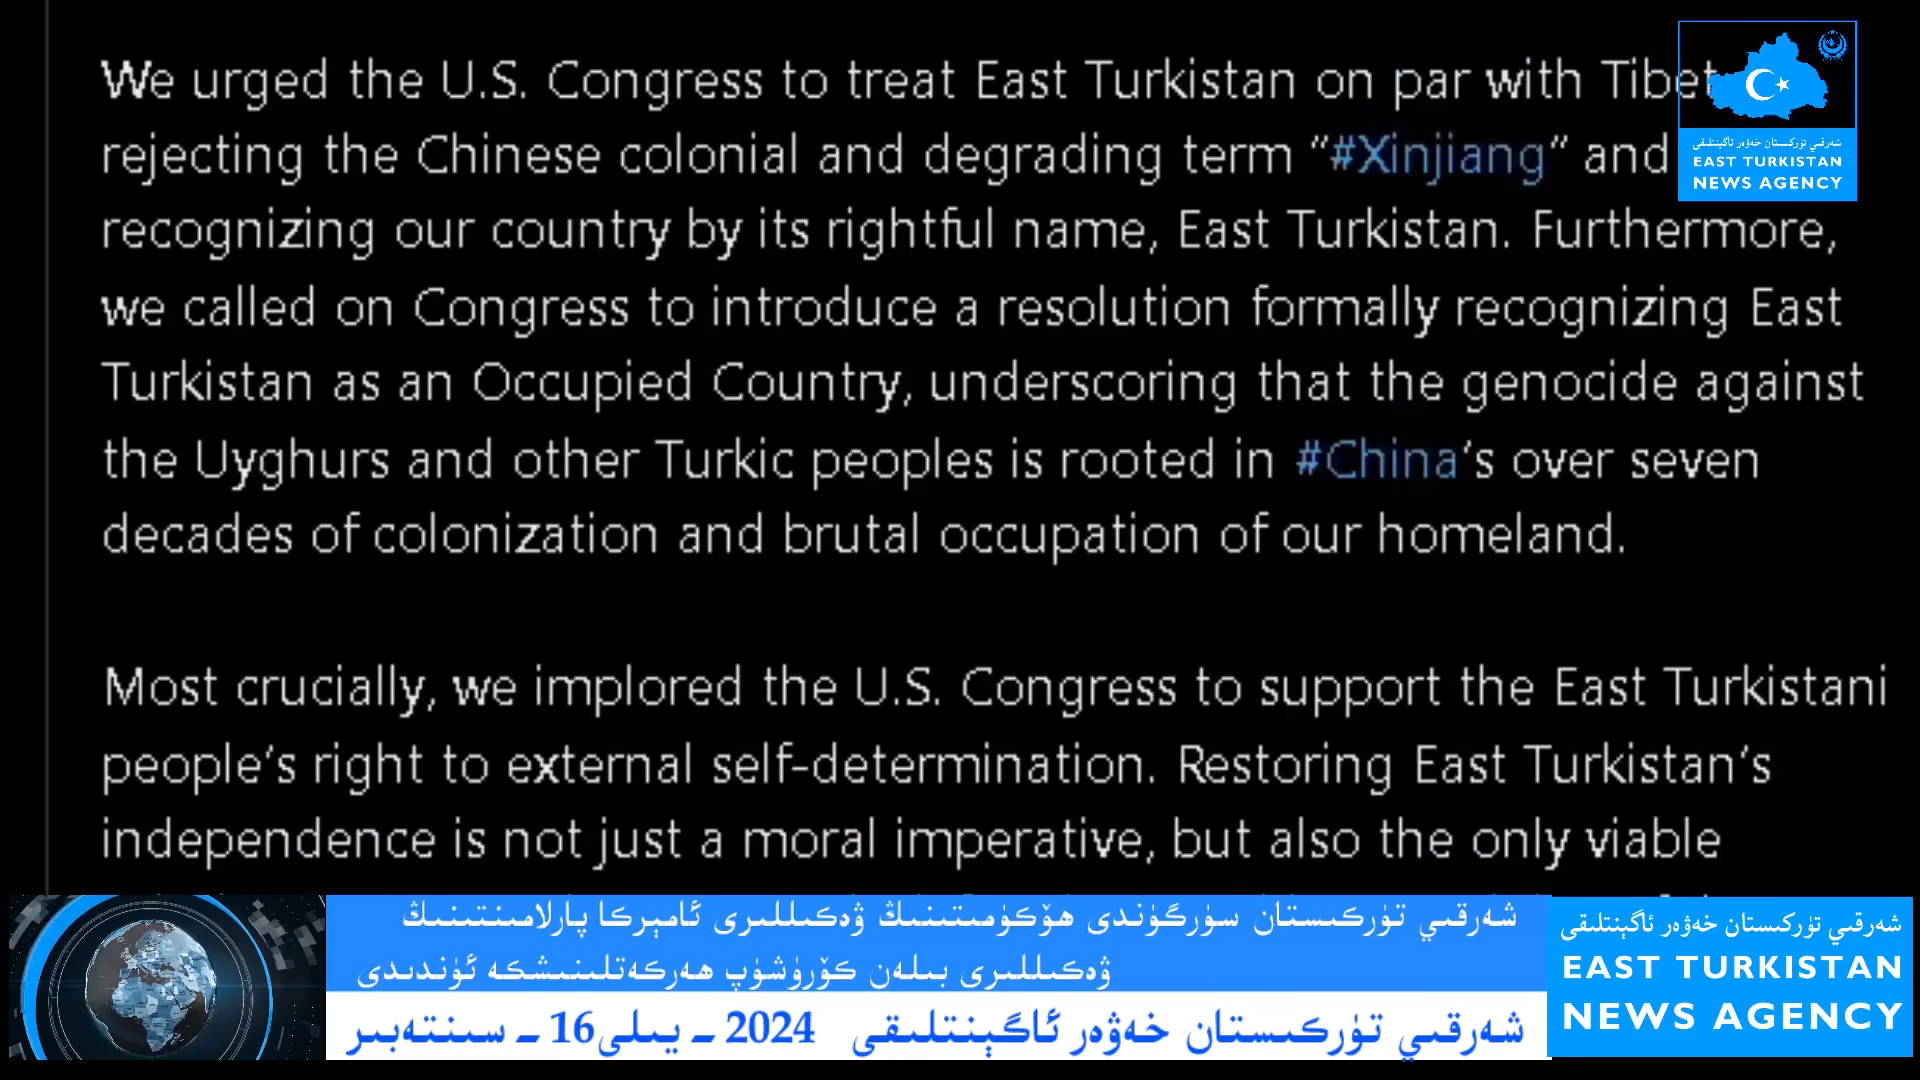 We urged the U.S. Congress to treat East Turkistan on par with Tibet
rejecting the Chinese colonial and degrading term "#Xinjiang" and
recognizing our country by its rightful name, East Turkistan. Furthermore,
we called on Congress to introduce a resolution formally recognizing East
Turkistan as an Occupied Country, underscoring that the genocide against
the Uyghurs and other Turkic peoples is rooted in #China's over seven
decades of colonization and brutal occupation of our homeland.
Most crucially, we implored the U.S. Congress to support the East Turkistani
people's right to external self-determination. Restoring East Turkistan's
independence is not just a moral imperative, but also the only viable
شەرقىي تۈركىستان خەۋەر ئاگېنتلىقى
EAST TURKISTAN
NEWS AGENCY
شەرقىي تۈركىستان سۈرگۈندى ھۆكۈمىتىنىڭ ۋەكىللىرى ئامېركا پارلامىنتىنىڭ
ۋەكىللىرى بىلەن كۆرۈشۈپ ھەركەتلىنىشكە ئۈندىدى
شەرقىي تۈركىستان خەۋەر ئاگېنتلىقى 2024 ـ يىلى 16 ـ سىنتەبىر
شەرقىي تۈركىستان خەۋەر ئاگېنتلىقى
EAST TURKISTAN
NEWS AGENCY